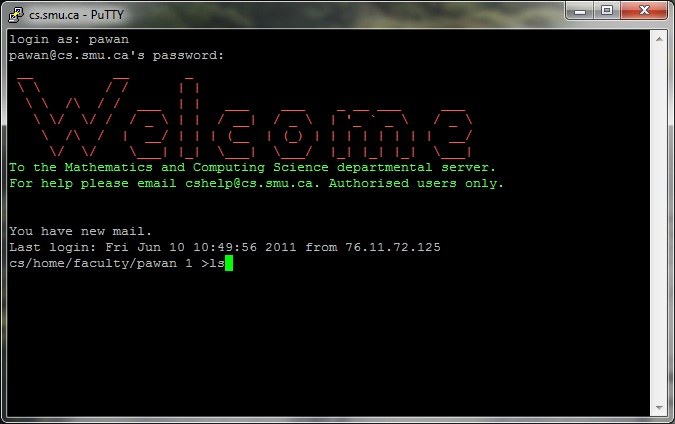 cs.smu.ca - PuTTY
login as: pawan
pawan@cs.smu.ca's password:
Welcome
To the Mathematics and Computing Science departmental server.
For help please email cshelp@cs.smu.ca. Authorised users only.
You have new mail.
Last login: Fri Jun 10 10:49:56 2011 from 76.11.72.125
cs/home/faculty/pawan 1 >ls